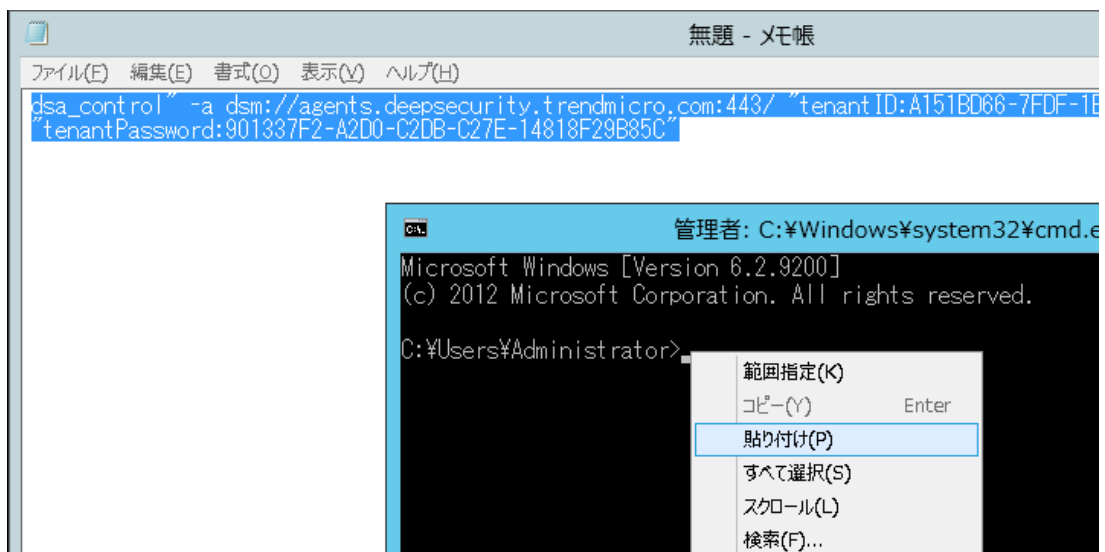 無題 - メモ帳
ファイル(F) 編集(E) 書式(O) 表示(V) ヘルプ(H)
dsa_control" -a dsm://agents.deepsecurity.trendmicro.com:443/ "tenantID:A151BD66-7FDF-1E
"tenantPassword:901337F2-A2D0-C2DB-C27E-14818F29B85C"
管理者: C:¥Windows¥system32¥cmd.e
Microsoft Windows [Version 6.2.9200]
(c) 2012 Microsoft Corporation. All rights reserved.
C:¥Users¥Administrator>
範囲指定(K)
コピー(Y) Enter
貼り付け(P)
すべて選択(S)
スクロール(L)
検索(F)...